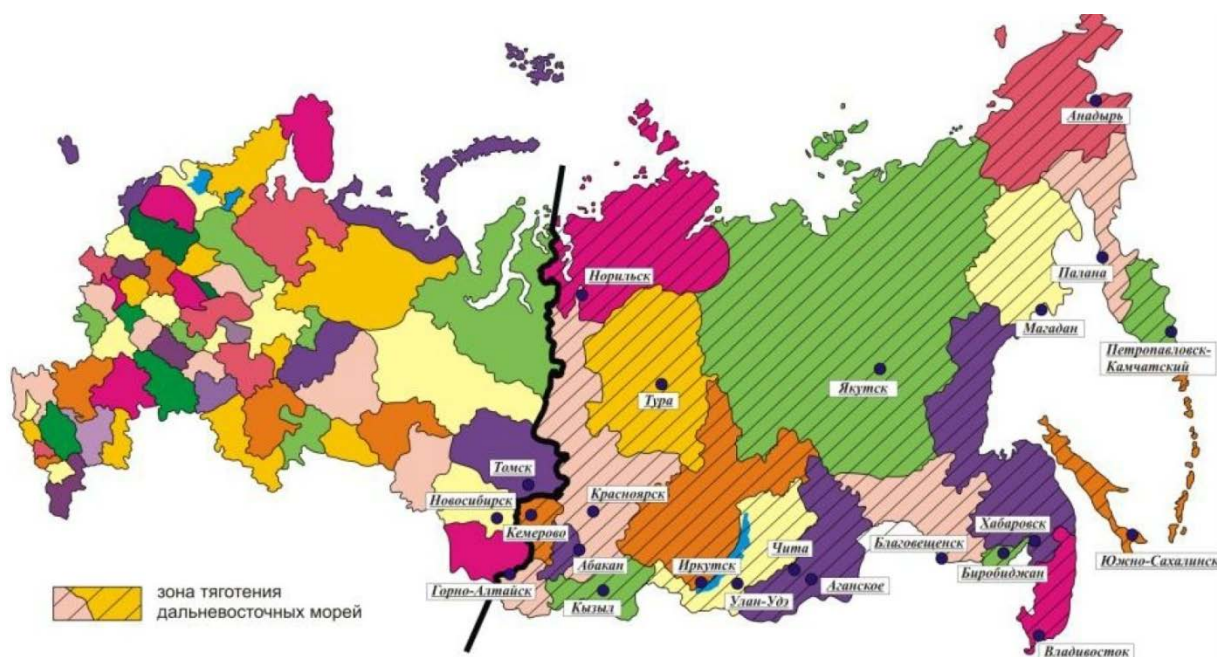 Анадырь
Норильск
Палана
Магадан
Петропавловск-
Камчатский
Якутск
Тура
Томск
Новосибирск
Красноярск
Кемерово
Хабаровск
Чита
Благовещенск
Абакан
Иркутск
Южно-Сахалинск
Биробиджан
Горно-Алтайск
Аганское
Кызыл
Улан-Удэ
зона тяготения
дальневосточных морей
Владивосток